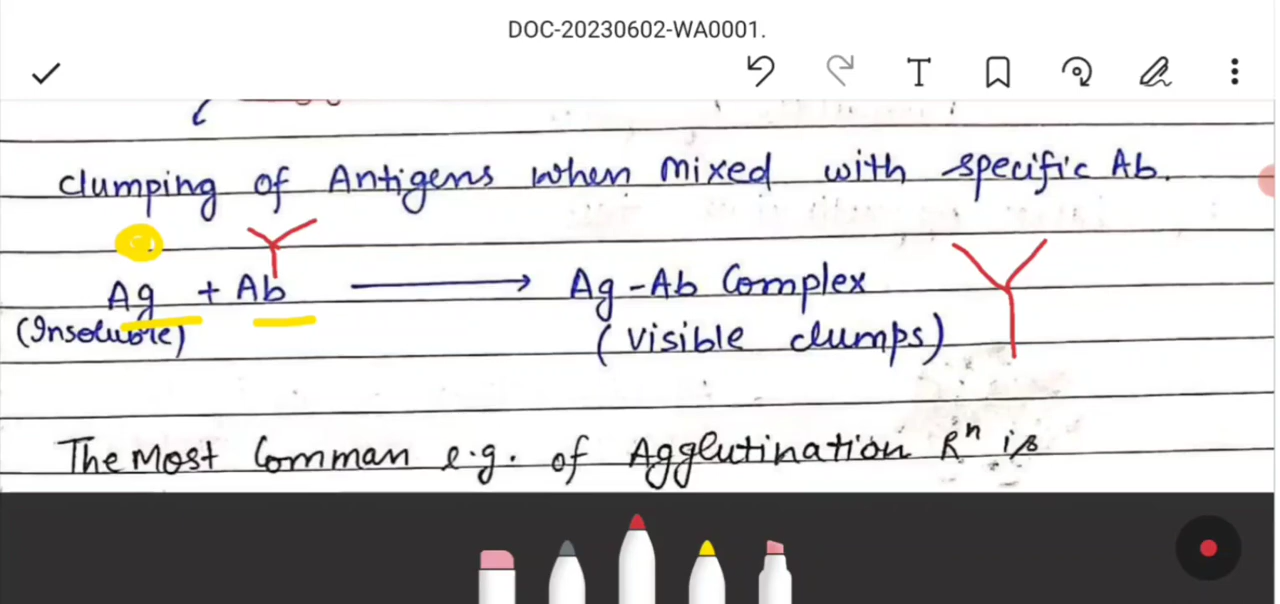 DOC-20230602-WA0001.
clumping of Antigens when mixed with specific Ab.
Ag + Ab ⟶ Ag-Ab Complex
(Insoluble) (visible clumps)
The Most Comman e.g. of Agglutination Rⁿ is